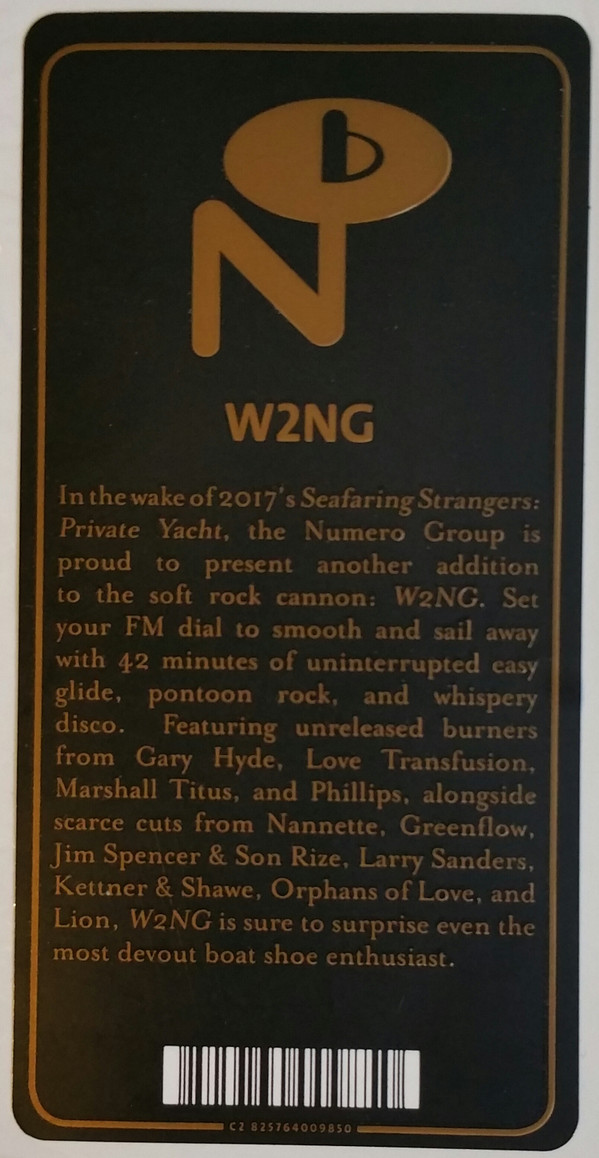 Nb
W2NG
In the wake of 2017's Seafaring Strangers:
Private Yacht, the Numero Group is
proud to present another addition
to the soft rock cannon: W2NG. Set
your FM dial to smooth and sail away
with 42 minutes of uninterrupted easy
glide, pontoon rock, and whispery
disco. Featuring unreleased burners
from Gary Hyde, Love Transfusion,
Marshall Titus, and Phillips, alongside
scarce cuts from Nannette, Greenflow,
Jim Spencer & Son Rize, Larry Sanders,
Kettner & Shawe, Orphans of Love, and
Lion, W2NG is sure to surprise even the
most devout boat shoe enthusiast.
C2 825764009850